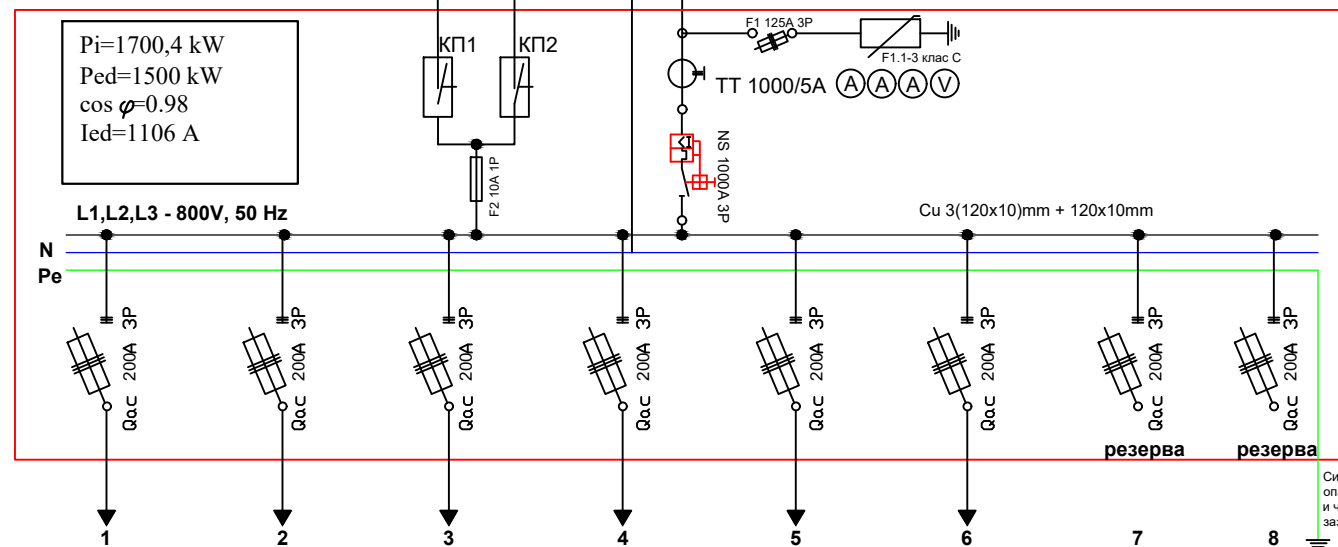 F1 125A 3P
Pi=1700,4 kW
Ped=1500 kW
cos φ=0.98
Ied=1106 A
КП1
КП2
F1.1-3 клас C
ТТ 1000/5A
A A A V
NS 1000A 3P
F2 10A 1P
L1,L2,L3 - 800V, 50 Hz
Cu 3(120x10)mm + 120x10mm
N
Pe
Qac 200A 3P
Qac 200A 3P
Qac 200A 3P
Qac 200A 3P
Qac 200A 3P
Qac 200A 3P
Qac 200A 3P
Qac 200A 3P
резерва
резерва
1
2
3
4
5
6
7
8